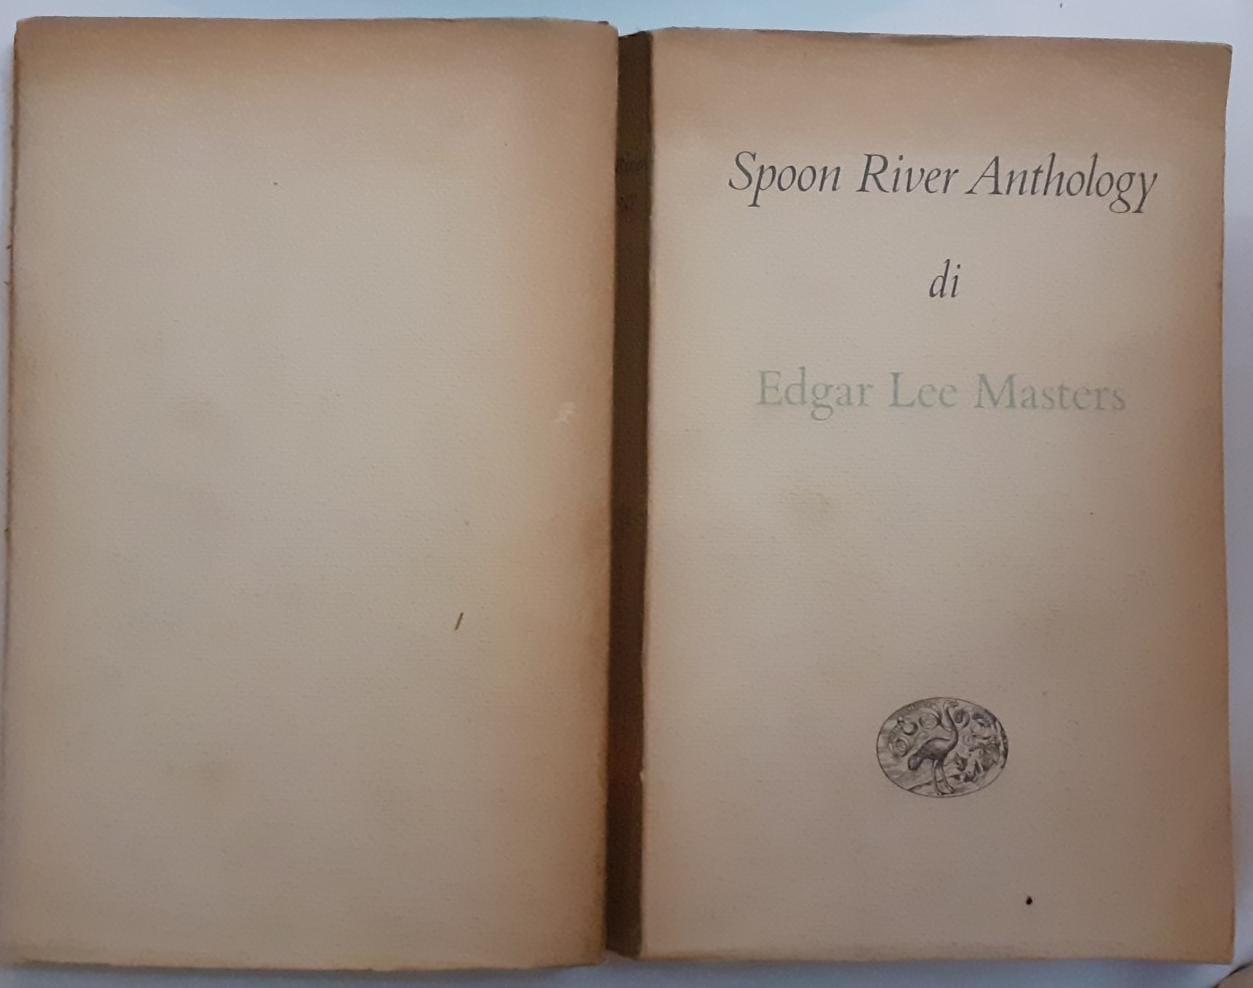 Spoon River Anthology
di
Edgar Lee Masters